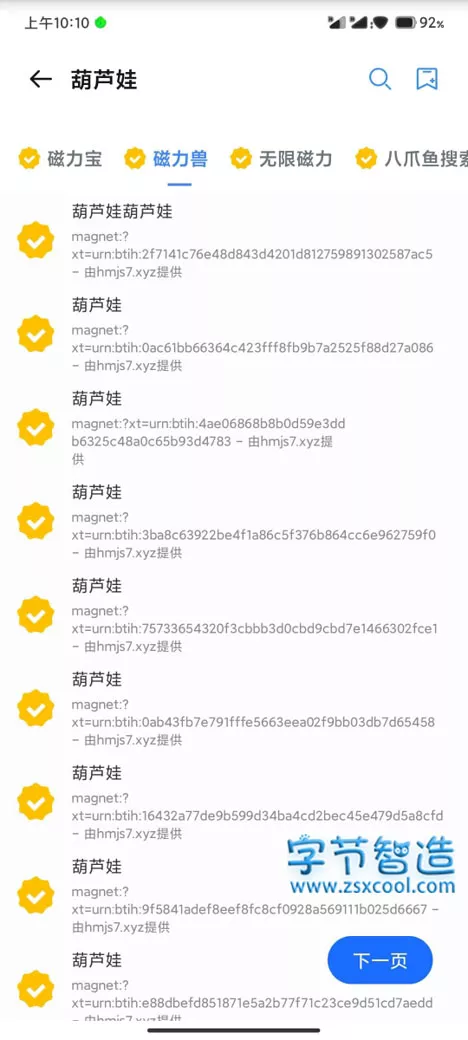 上午10:10
92%
葫芦娃
磁力宝 磁力兽 无限磁力 八爪鱼搜索
葫芦娃葫芦娃
magnet:?
xt=urn:btih:2f7141c76e48d843d4201d812759891302587ac5
- 由hmjs7.xyz提供
葫芦娃
magnet:?
xt=urn:btih:0ac61bb66364c423fff8fb9b7a2525f88d27a086
- 由hmjs7.xyz提供
葫芦娃
magnet:?xt=urn:btih:4ae06868b8b0d59e3dd
b6325c48a0c65b93d4783 - 由hmjs7.xyz提
供
葫芦娃
magnet:?
xt=urn:btih:3ba8c63922be4f1a86c5f376b864cc6e962759f0
- 由hmjs7.xyz提供
葫芦娃
magnet:?
xt=urn:btih:75733654320f3cbbb3d0cbd9cbd7e1466302fce1
- 由hmjs7.xyz提供
葫芦娃
magnet:?
xt=urn:btih:0ab43fb7e791fffe5663eea02f9bb03db7d65458
- 由hmjs7.xyz提供
葫芦娃
magnet:?
xt=urn:btih:16432a77de9b599d34ba4cd2bec45e479d5a8cfd
- 由hmjs7.xyz提供
字节智造
www.zsxcool.com
葫芦娃
magnet:?
xt=urn:btih:9f5841adef8eef8fc8cf0928a569111b025d6667 -
由hmjs7.xyz提供
下一页
葫芦娃
magnet:?
xt=urn:btih:e88dbefd851871e5a2b77f71c23ce9d51cd7aedd
- 由hmjs7.xyz提供